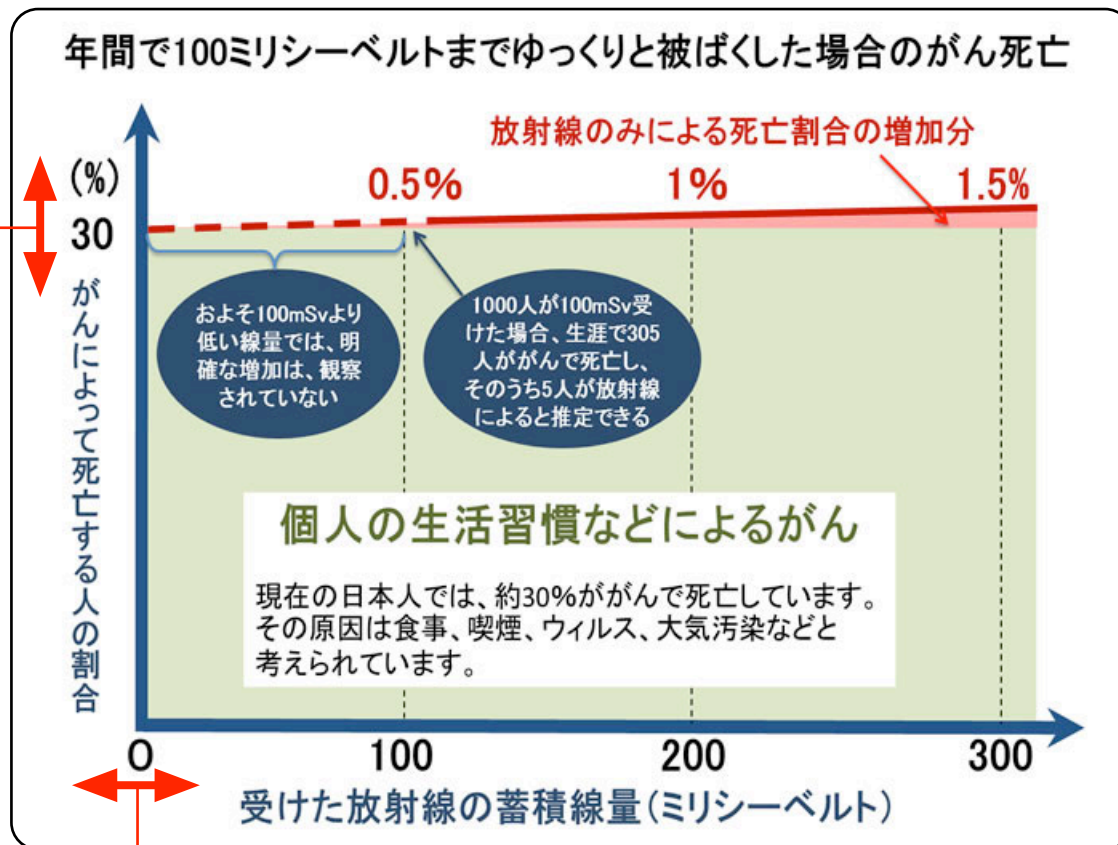 年間で100ミリシーベルトまでゆっくりと被ばくした場合のがん死亡
放射線のみによる死亡割合の増加分
(%)
0.5%
1%
1.5%
30
がんによって死亡する人の割合
およそ100mSvより
低い線量では、明
確な増加は、観察
されていない
1000人が100mSv受
けた場合、生涯で305
人ががんで死亡し、
そのうち5人が放射線
によると推定できる
個人の生活習慣などによるがん
現在の日本人では、約30%ががんで死亡しています。
その原因は食事、喫煙、ウィルス、大気汚染などと
考えられています。
0
100
200
300
受けた放射線の蓄積線量(ミリシーベルト)